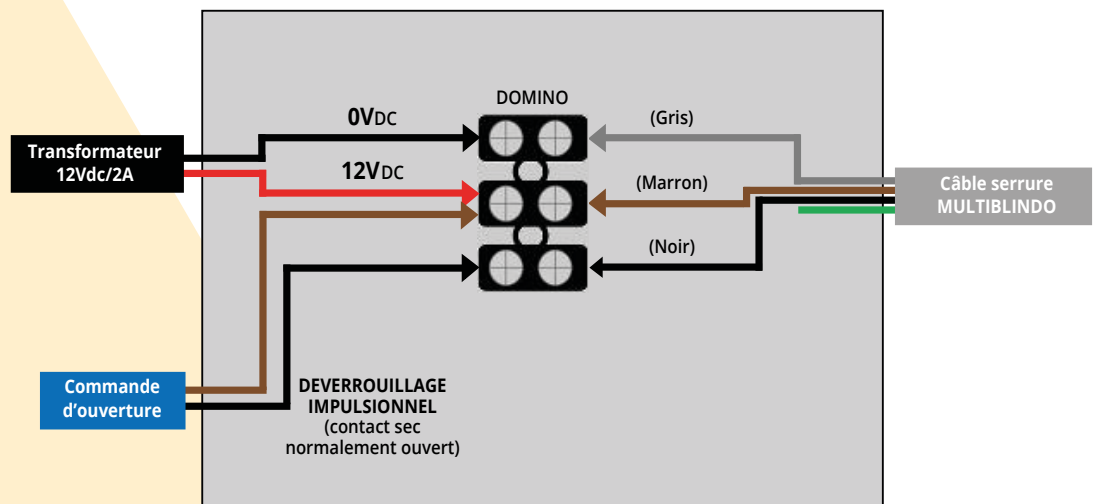 DOMINO
0VDC
(Gris)
Transformateur
12Vdc/2A
12VDC
(Marron)
Câble serrure
MULTIBLINDO
(Noir)
Commande
d'ouverture
DEVERROUILLAGE
IMPULSIONNEL
(contact sec
normalement ouvert)